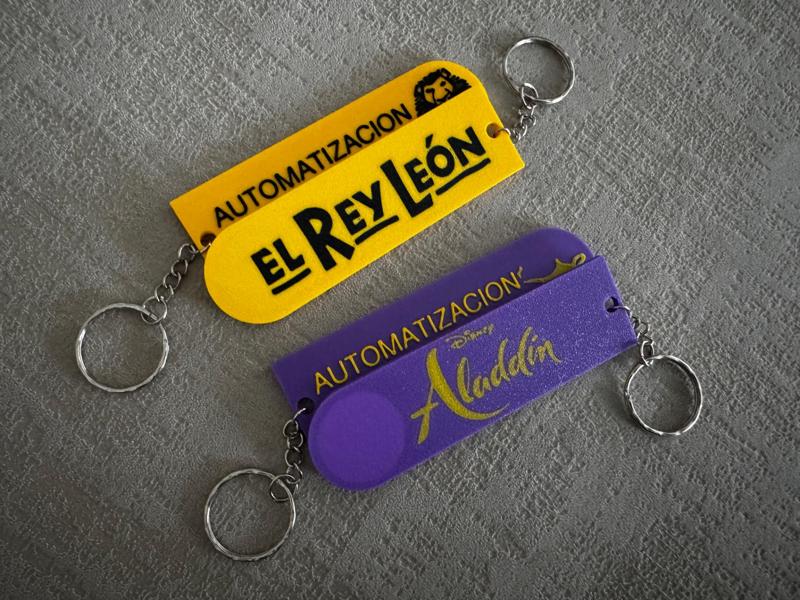 AUTOMATIZACION
EL REY LEÓN
AUTOMATIZACION
Disney
Aladdin